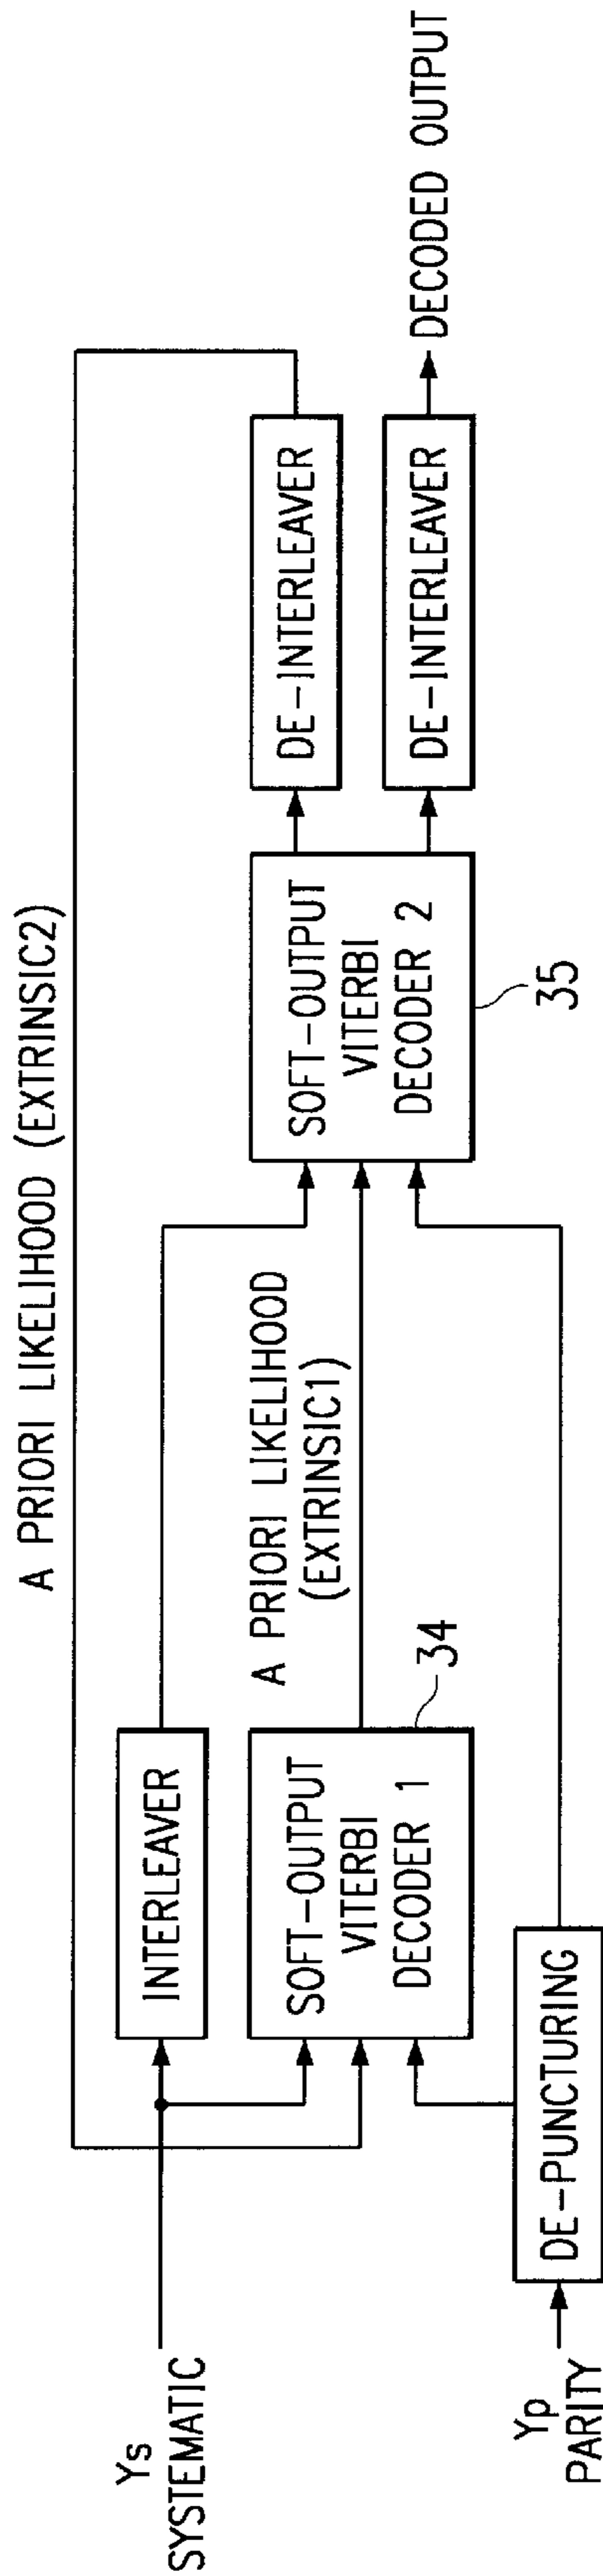 A PRIORI LIKELIHOOD (EXTRINSIC2)
Ys
SYSTEMATIC
INTERLEAVER
SOFT-OUTPUT
VITERBI
DECODER 1
34
A PRIORI LIKELIHOOD
(EXTRINSIC1)
Yp
PARITY
DE-PUNCTURING
SOFT-OUTPUT
VITERBI
DECODER 2
35
DE-INTERLEAVER
DE-INTERLEAVER
DECODED OUTPUT